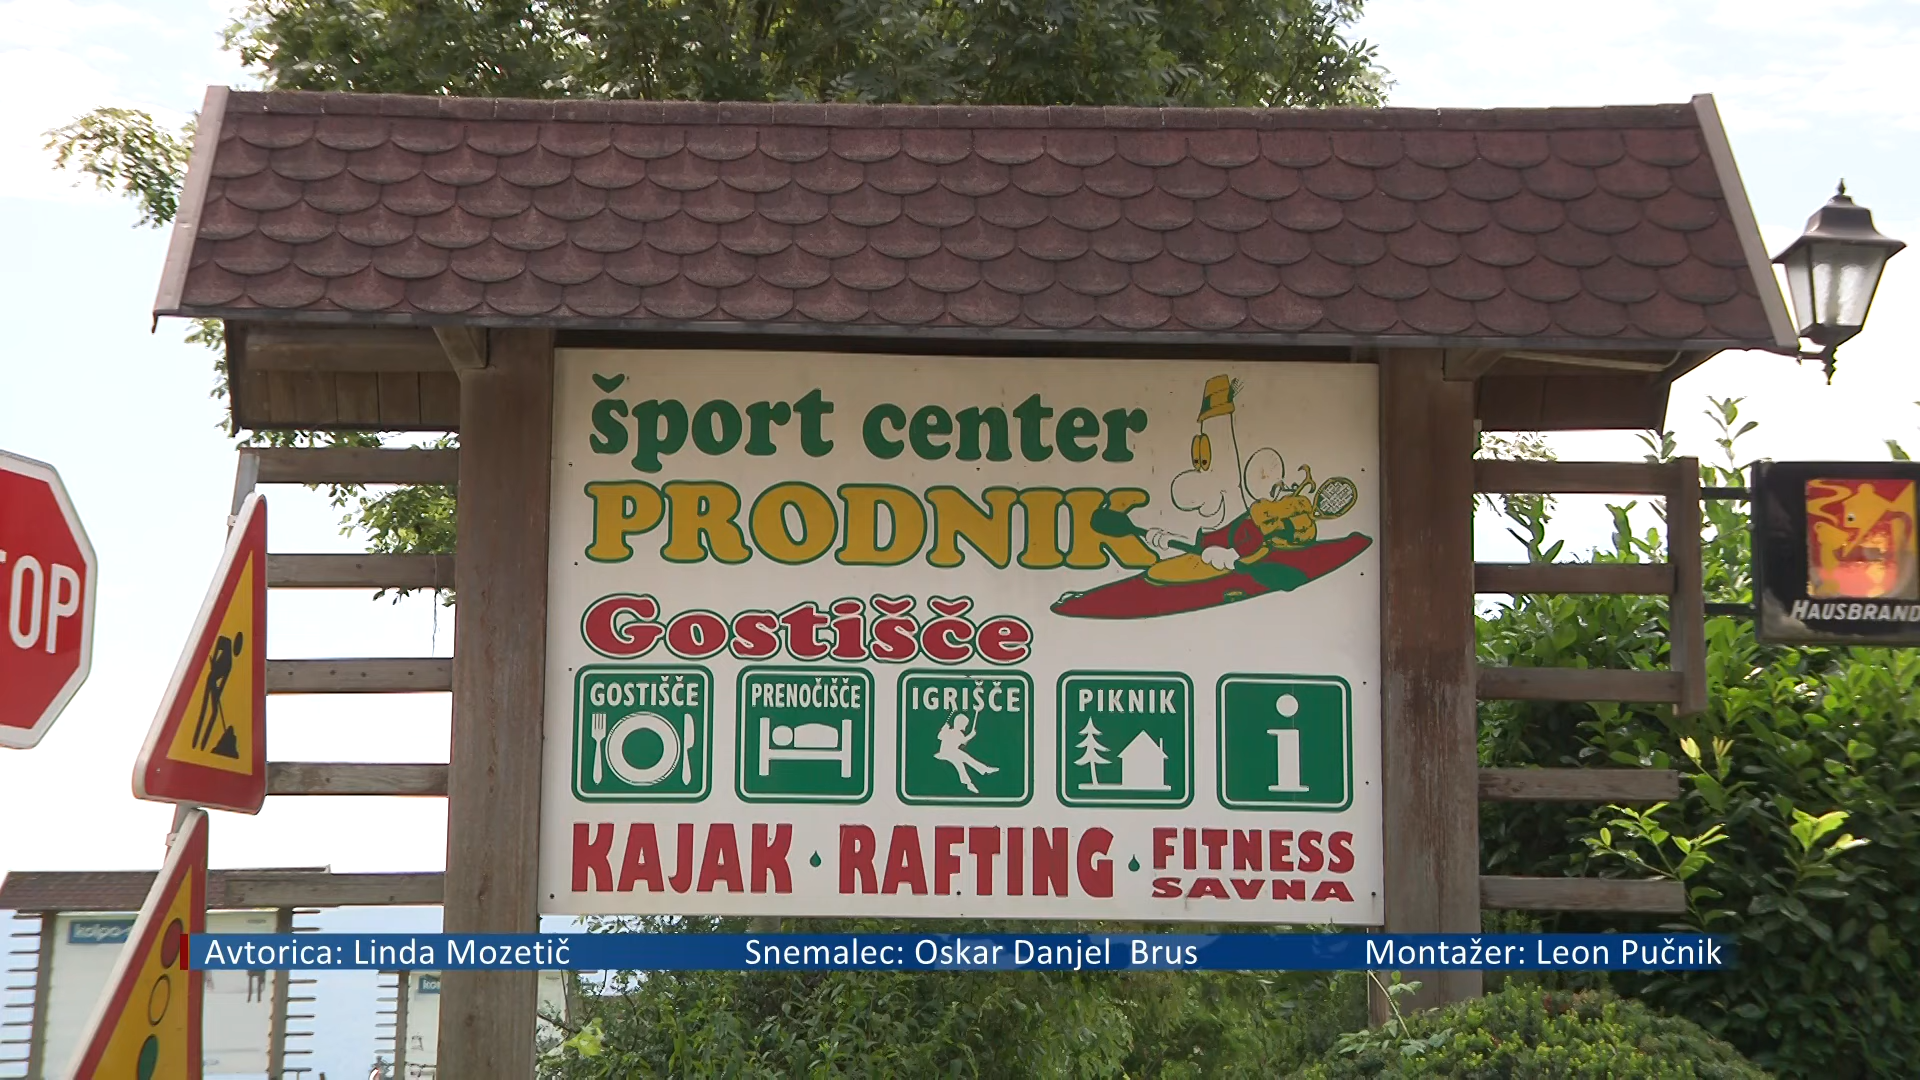 šport center
PRODNIK
Gostišče
GOSTIŠČE PRENOČIŠČE IGRIŠČE PIKNIK i
KAJAK · RAFTING · FITNESS
SAVNA
TOP
HAUSBRAND
Avtorica: Linda Mozetič Snemalec: Oskar Danjel Brus Montažer: Leon Pučnik